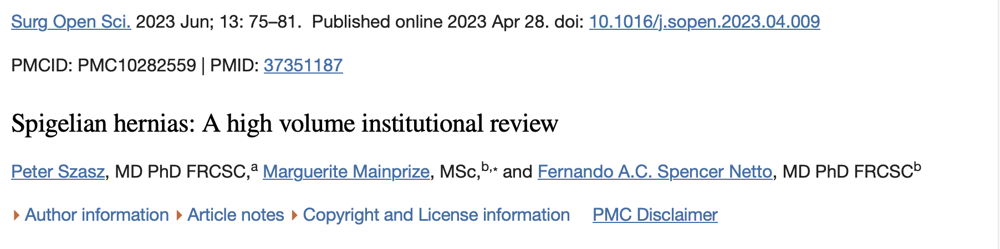 Surg Open Sci. 2023 Jun; 13: 75–81. Published online 2023 Apr 28. doi: 10.1016/j.sopen.2023.04.009
PMCID: PMC10282559 | PMID: 37351187
Spigelian hernias: A high volume institutional review
Peter Szasz, MD PhD FRCSC,a Marguerite Mainprize, MSc,b,* and Fernando A.C. Spencer Netto, MD PhD FRCSCb
Author information Article notes Copyright and License information PMC Disclaimer